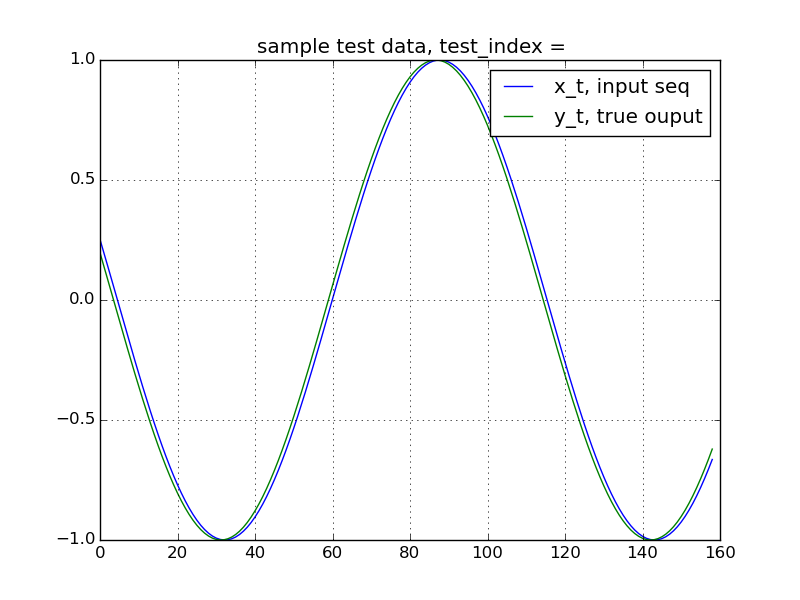 sample test data, test_index =
x_t, input seq
y_t, true ouput
1.0
0.5
0.0
−0.5
−1.0
0 20 40 60 80 100 120 140 160